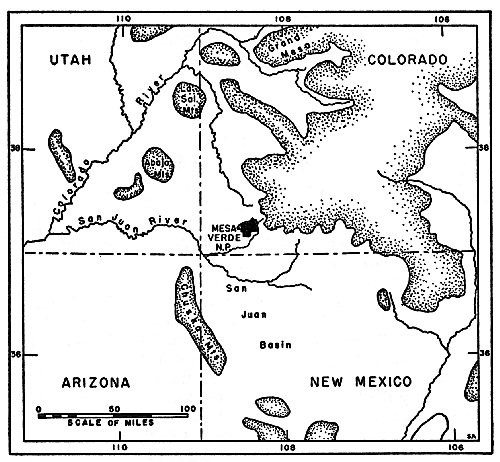 110 108 106
UTAH
Grand
Mesa
COLORADO
River
La
Sal
Mts
38 38
Abajo
Mts
Colorado
San Juan River
MESA
VERDE
N.P.
San
Juan
Basin
Chuska Mts
36 36
ARIZONA
NEW MEXICO
0 50 100
SCALE OF MILES
110 108 106